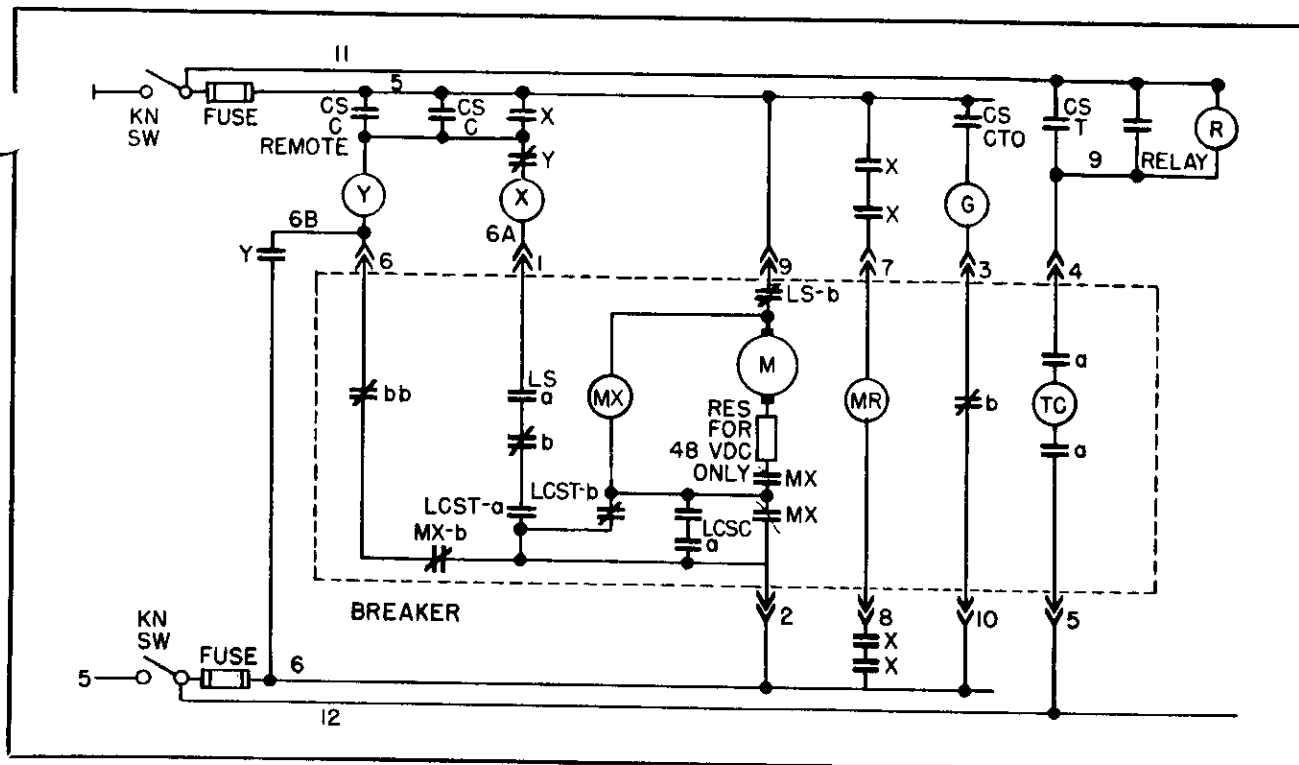 11
5
KN
SW
FUSE
CS
C
REMOTE
CS
C
X
Y
Y
X
6B
6A
Y
6
1
9
X
X
7
CS
CTO
G
3
CS
T
9
RELAY
R
4
LS-b
M
MX
LS
a
b
bb
RES
FOR
48 VDC
ONLY
MX
MR
b
a
TC
a
LCST-a
LCST-b
LCSC
a
MX
MX-b
BREAKER
2
8
10
5
X
X
KN
SW
FUSE
5
6
12